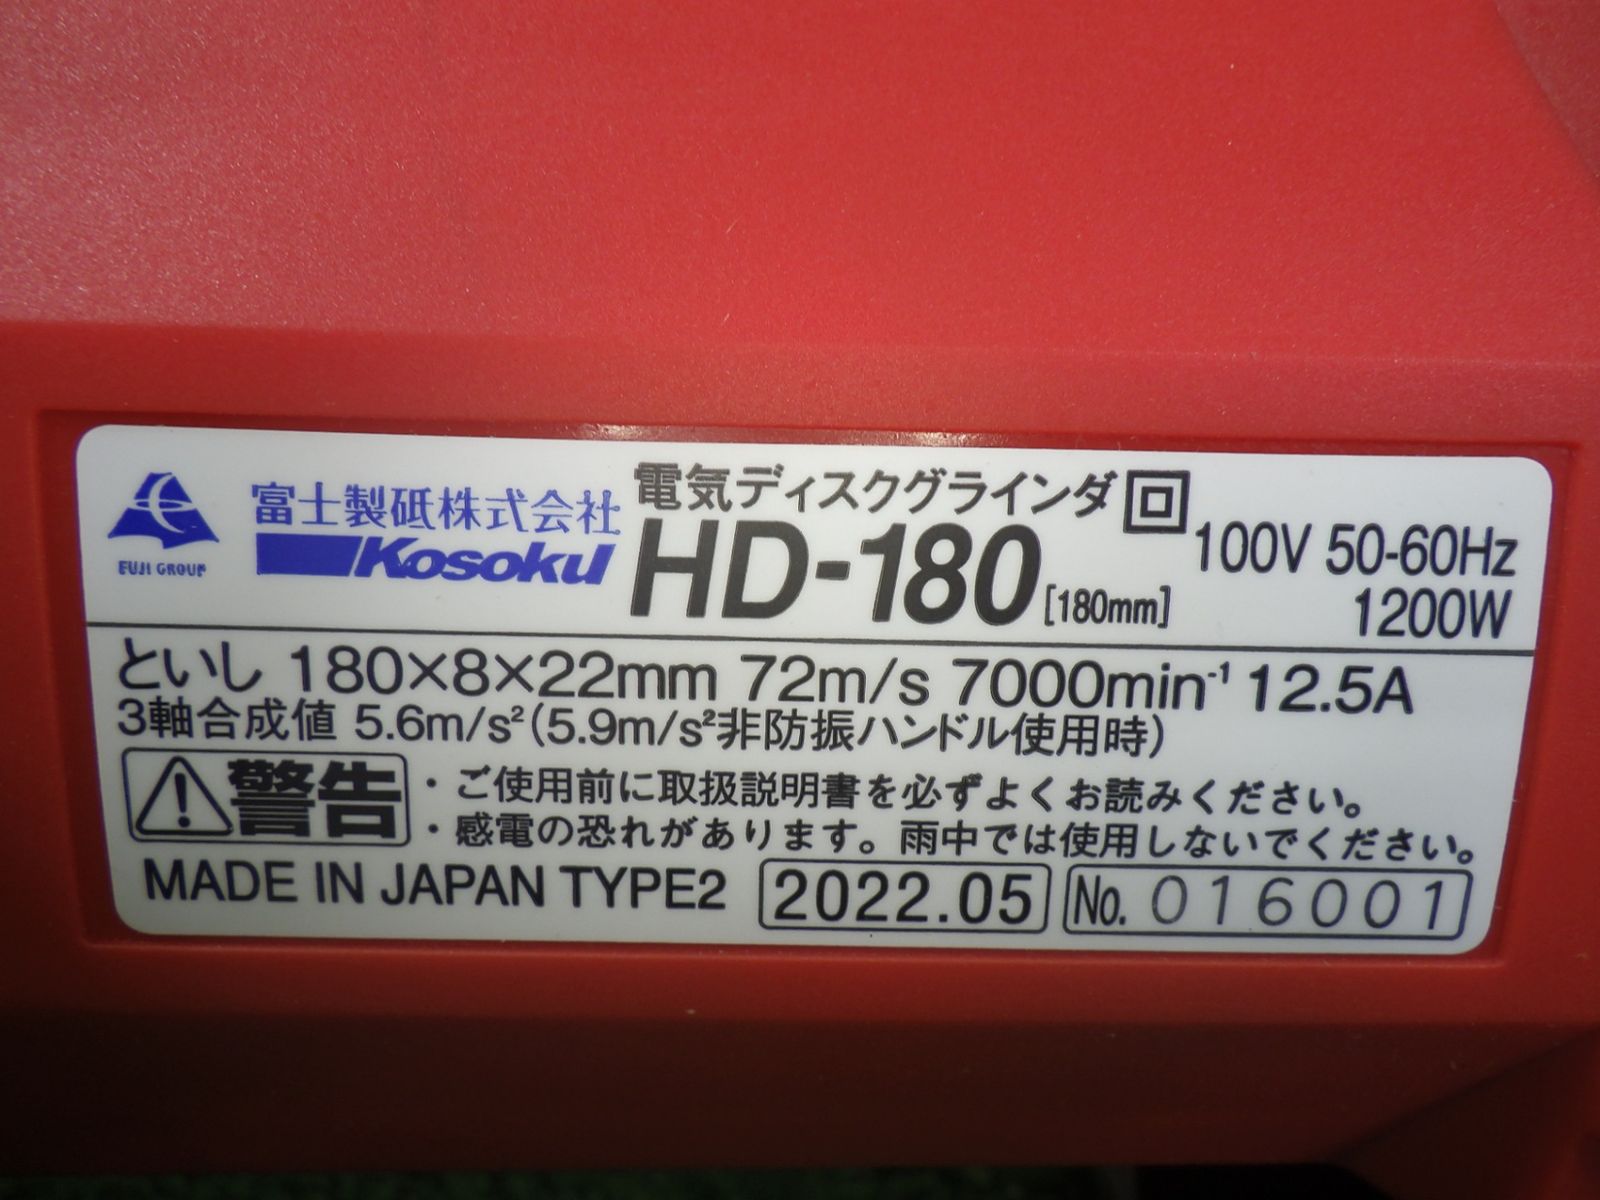 FUJI GROUP
富士製砥株式会社
Kosoku
電気ディスクグラインダ
HD-180 [180mm]
100V 50-60Hz
1200W
といし 180×8×22mm 72m/s 7000min⁻¹ 12.5A
3軸合成値 5.6m/s²(5.9m/s²非防振ハンドル使用時)
警告
・ご使用前に取扱説明書を必ずよくお読みください。
・感電の恐れがあります。雨中では使用しないでください。
MADE IN JAPAN TYPE2 2022.05 No. 016001